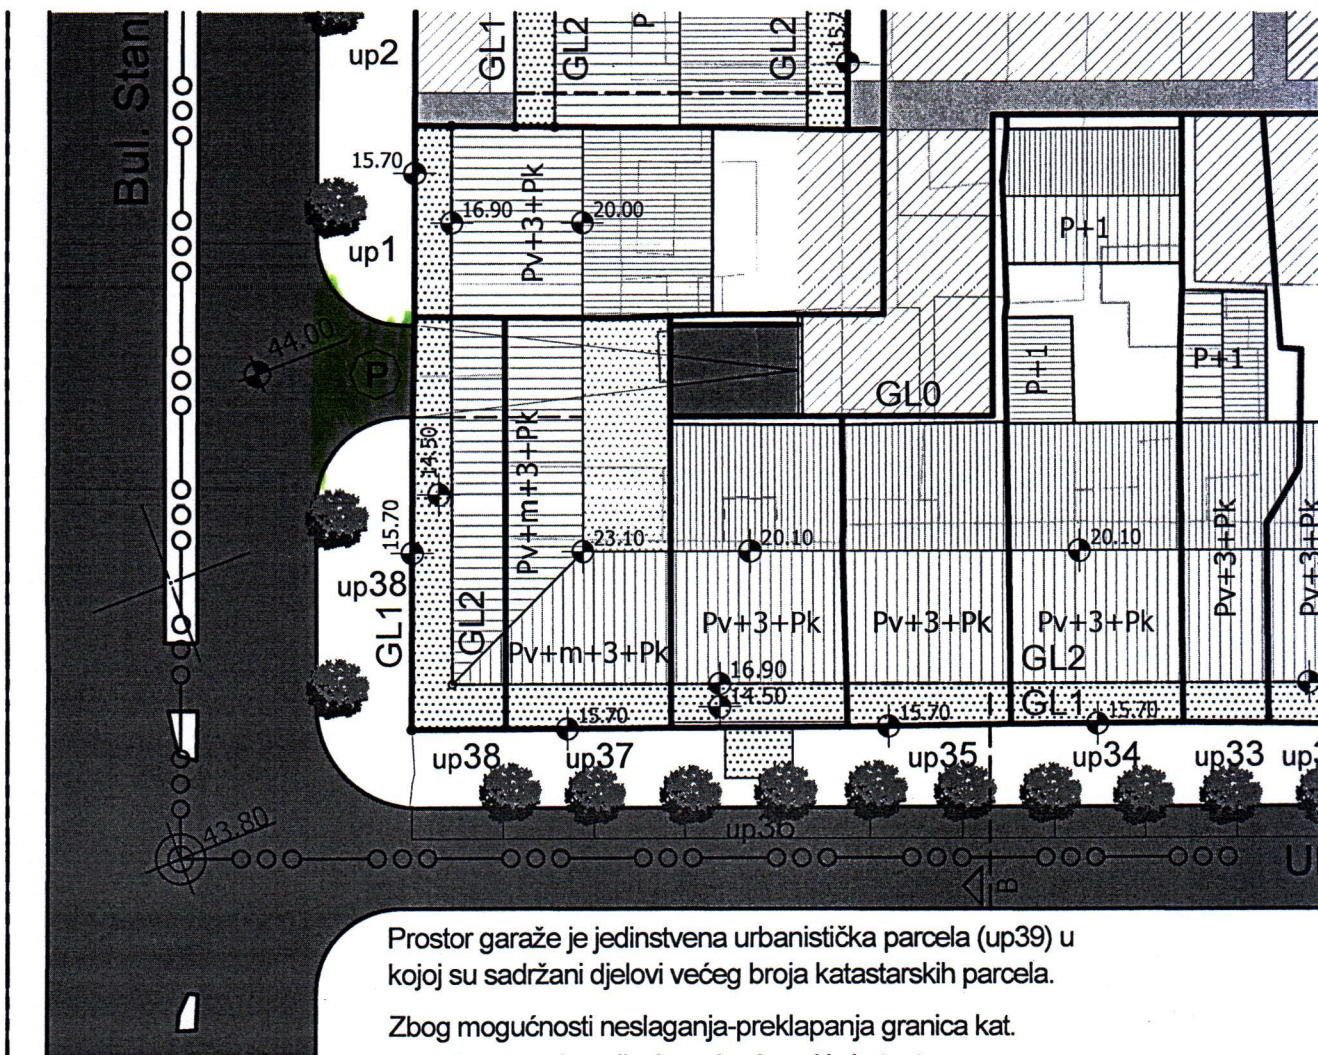 Bul. Stan
up2
GL1
GL2
P
GL2
15.7
15.70
16.90
20.00
Pv+3+Pk
up1
P+1
P+1
P+1
44.00
P
GL0
14.50
15.70
Pv+m+3+Pk
23.10
20.10
20.10
Pv+3+Pk
Pv+3+Pk
up38
GL1
GL2
Pv+m+3+Pk
Pv+3+Pk
Pv+3+Pk
Pv+3+Pk
GL2
GL1
16.90
14.50
15.70
15.70
15.70
up38
up37
up35
up34
up33
up3
up36
43.80
B
Ul
Prostor garaže je jedinstvena urbanistička parcela (up39) u
kojoj su sadržani djelovi većeg broja katastarskih parcela.
Zbog mogućnosti neslaganja-preklapanja granica kat.